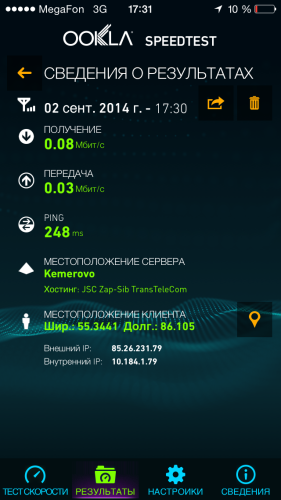 MegaFon 3G 17:31 10 %
OOKLA SPEEDTEST
СВЕДЕНИЯ О РЕЗУЛЬТАТАХ
02 сент. 2014 г. - 17:30
ПОЛУЧЕНИЕ
0.08 Мбит/с
ПЕРЕДАЧА
0.03 Мбит/с
PING
248 ms
МЕСТОПОЛОЖЕНИЕ СЕРВЕРА
Kemerovo
Хостинг: JSC Zap-Sib TransTeleCom
МЕСТОПОЛОЖЕНИЕ КЛИЕНТА
Шир.: 55.3441/ Долг.: 86.105
Внешний IP: 85.26.231.79
Внутренний IP: 10.184.1.79
ТЕСТ СКОРОСТИ РЕЗУЛЬТАТЫ НАСТРОЙКИ СВЕДЕНИЯ